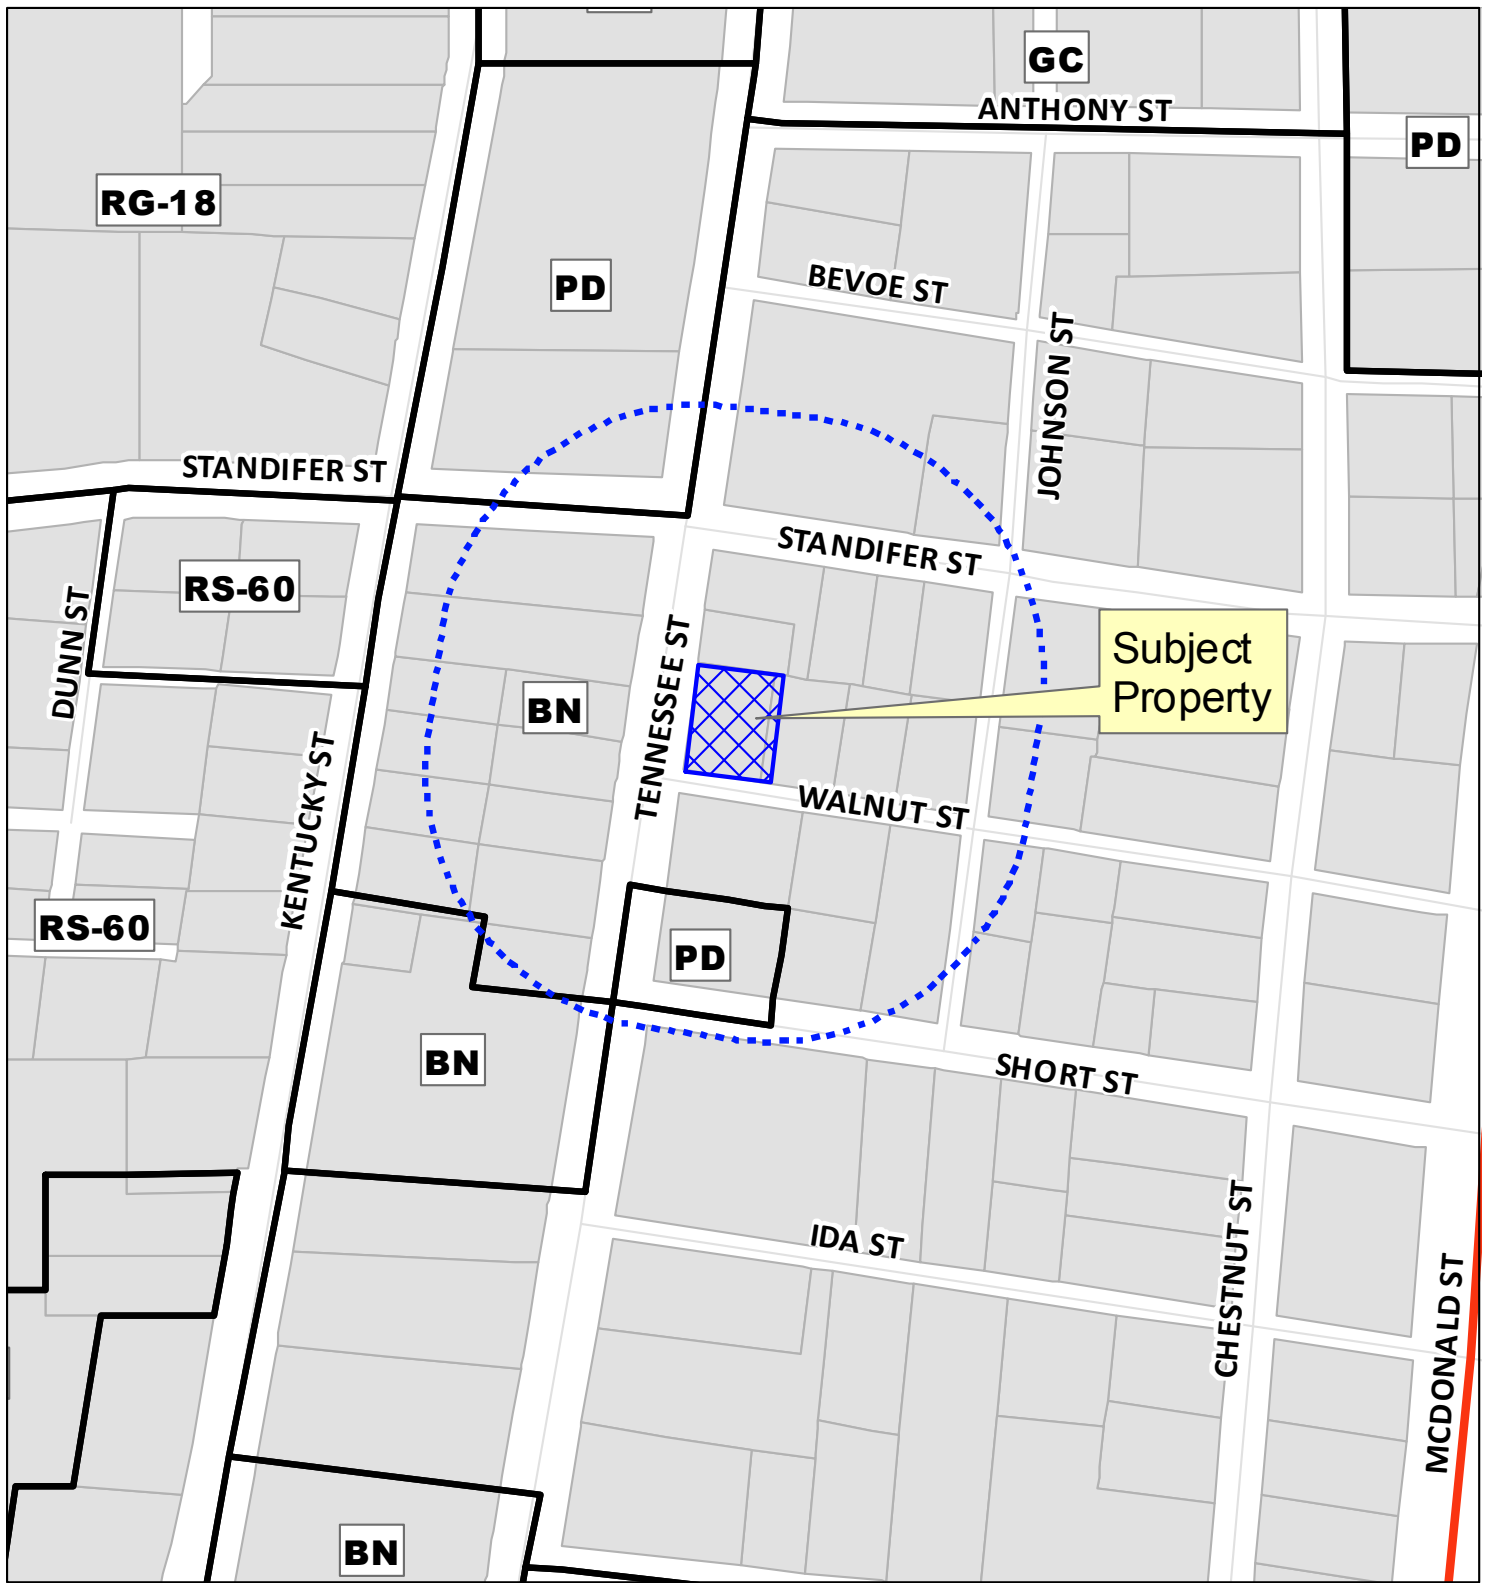 GC
ANTHONY ST
PD
RG-18
PD
BEVOE ST
JOHNSON ST
STANDIFER ST
STANDIFER ST
RS-60
DUNN ST
TENNESSEE ST
Subject
Property
BN
KENTUCKY ST
WALNUT ST
RS-60
PD
BN
SHORT ST
IDA ST
CHESTNUT ST
MCDONALD ST
BN